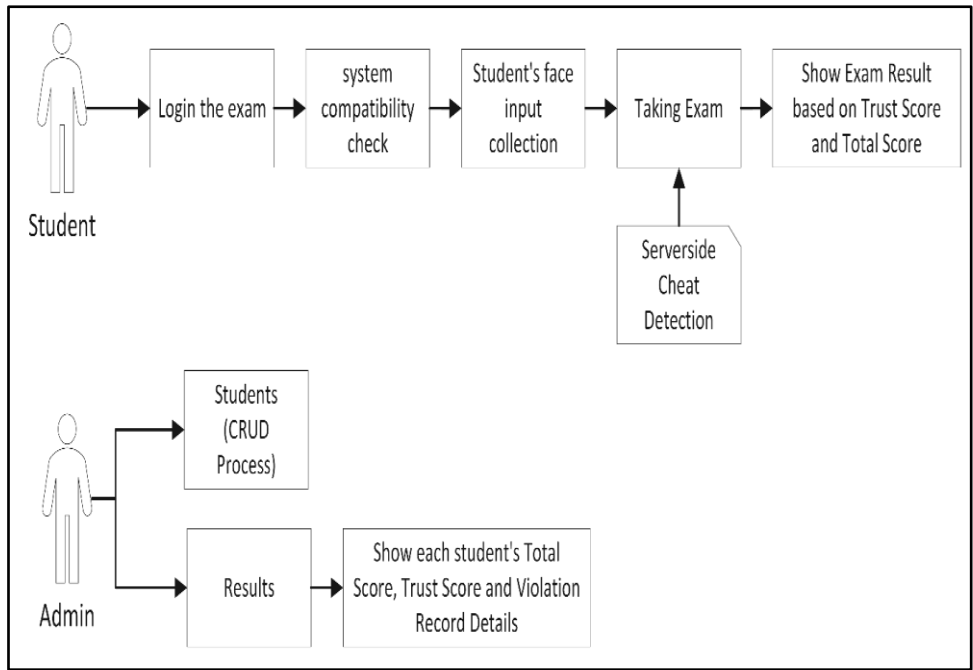 Student
Login the exam
system
compatibility
check
Student's face
input
collection
Taking Exam
Show Exam Result
based on Trust Score
and Total Score
Serverside
Cheat
Detection
Admin
Students
(CRUD
Process)
Results
Show each student's Total
Score, Trust Score and Violation
Record Details